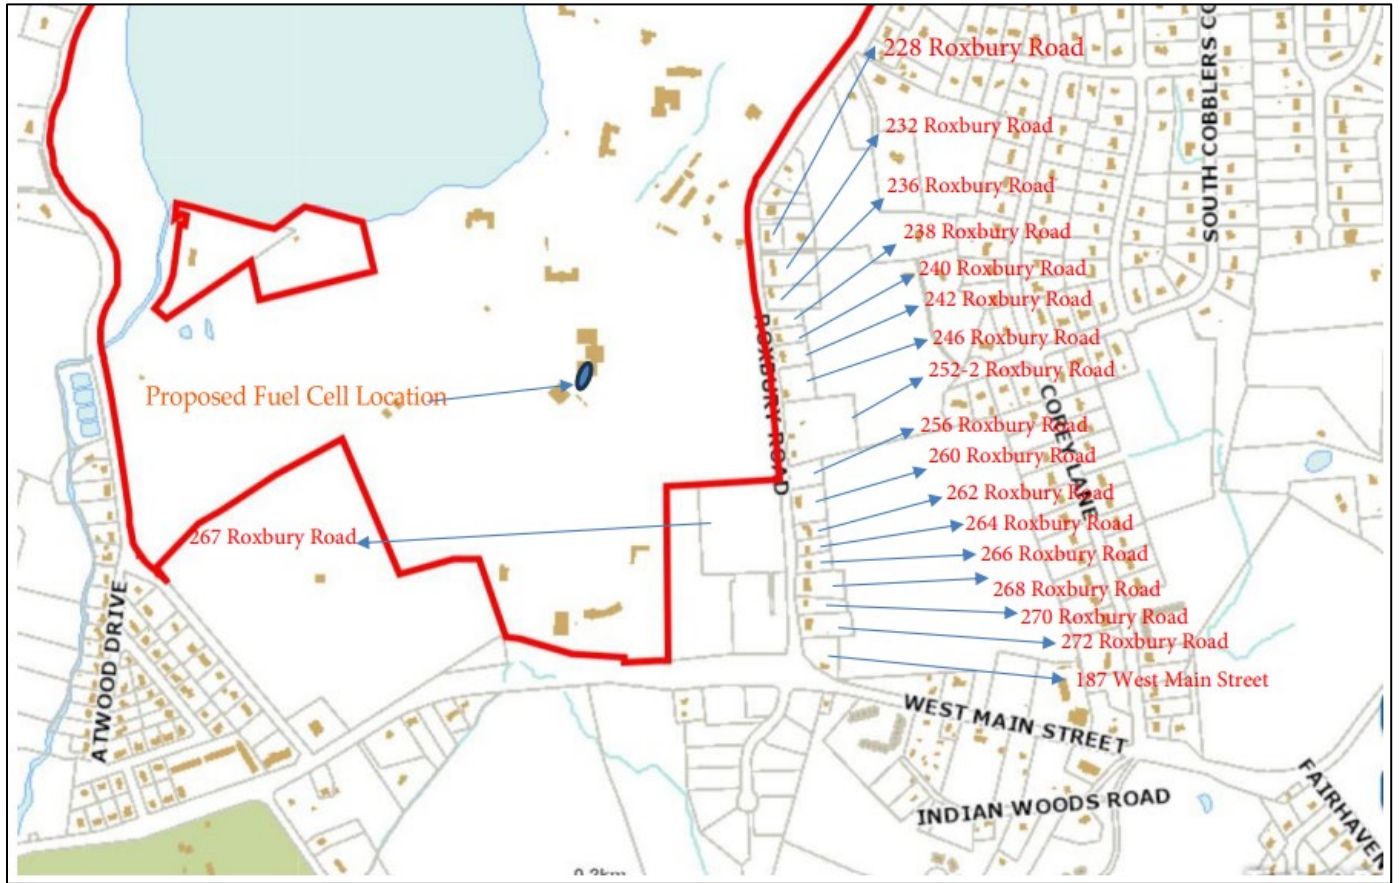 228 Roxbury Road
SOUTH COBBLERS CO
232 Roxbury Road
236 Roxbury Road
238 Roxbury Road
240 Roxbury Road
242 Roxbury Road
246 Roxbury Road
252-2 Roxbury Road
ROXBURY ROAD
Proposed Fuel Cell Location
COREY LANE
256 Roxbury Road
260 Roxbury Road
262 Roxbury Road
264 Roxbury Road
267 Roxbury Road
266 Roxbury Road
268 Roxbury Road
270 Roxbury Road
272 Roxbury Road
187 West Main Street
ATWOOD DRIVE
WEST MAIN STREET
INDIAN WOODS ROAD
FAIRHAVEN